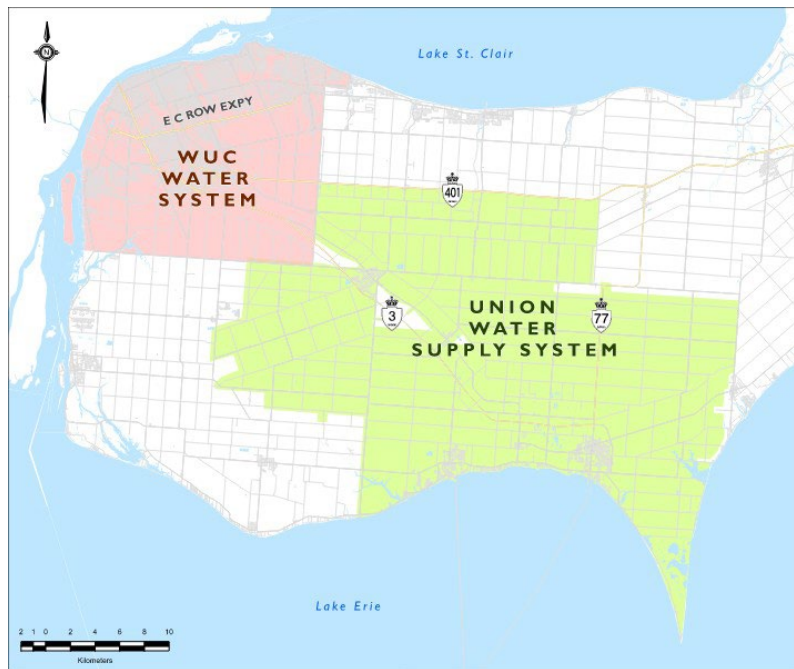 N
Lake St. Clair
E C ROW EXPY
WUC
WATER
SYSTEM
401
3
UNION
WATER
SUPPLY SYSTEM
77
Lake Erie
2 1 0 2 4 6 8 10
Kilometers